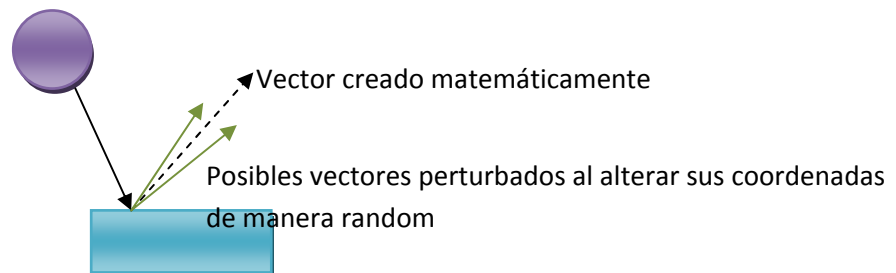 Vector creado matemáticamente
Posibles vectores perturbados al alterar sus coordenadas
de manera random